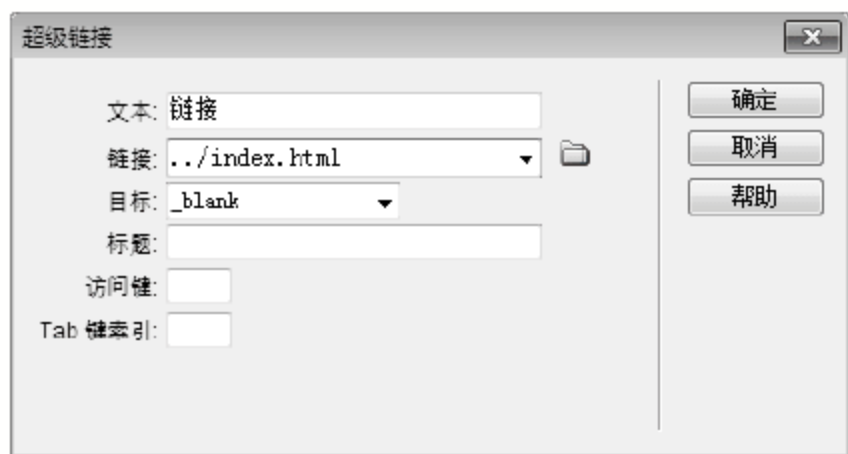 超级链接
文本: 链接
链接: ../index.html
目标: _blank
标题:
访问键:
Tab 键索引:
确定
取消
帮助